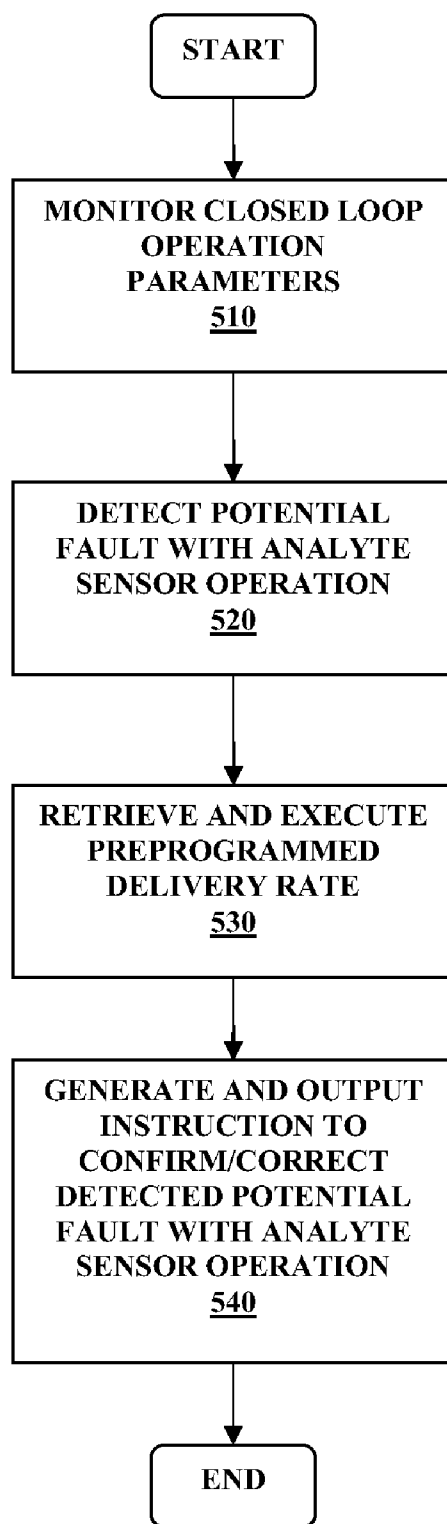 START
MONITOR CLOSED LOOP
OPERATION
PARAMETERS
510
DETECT POTENTIAL
FAULT WITH ANALYTE
SENSOR OPERATION
520
RETRIEVE AND EXECUTE
PREPROGRAMMED
DELIVERY RATE
530
GENERATE AND OUTPUT
INSTRUCTION TO
CONFIRM/CORRECT
DETECTED POTENTIAL
FAULT WITH ANALYTE
SENSOR OPERATION
540
END